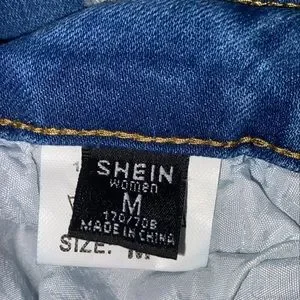 SHEIN
women
M
170/70B
MADE IN CHINA
SIZE: M